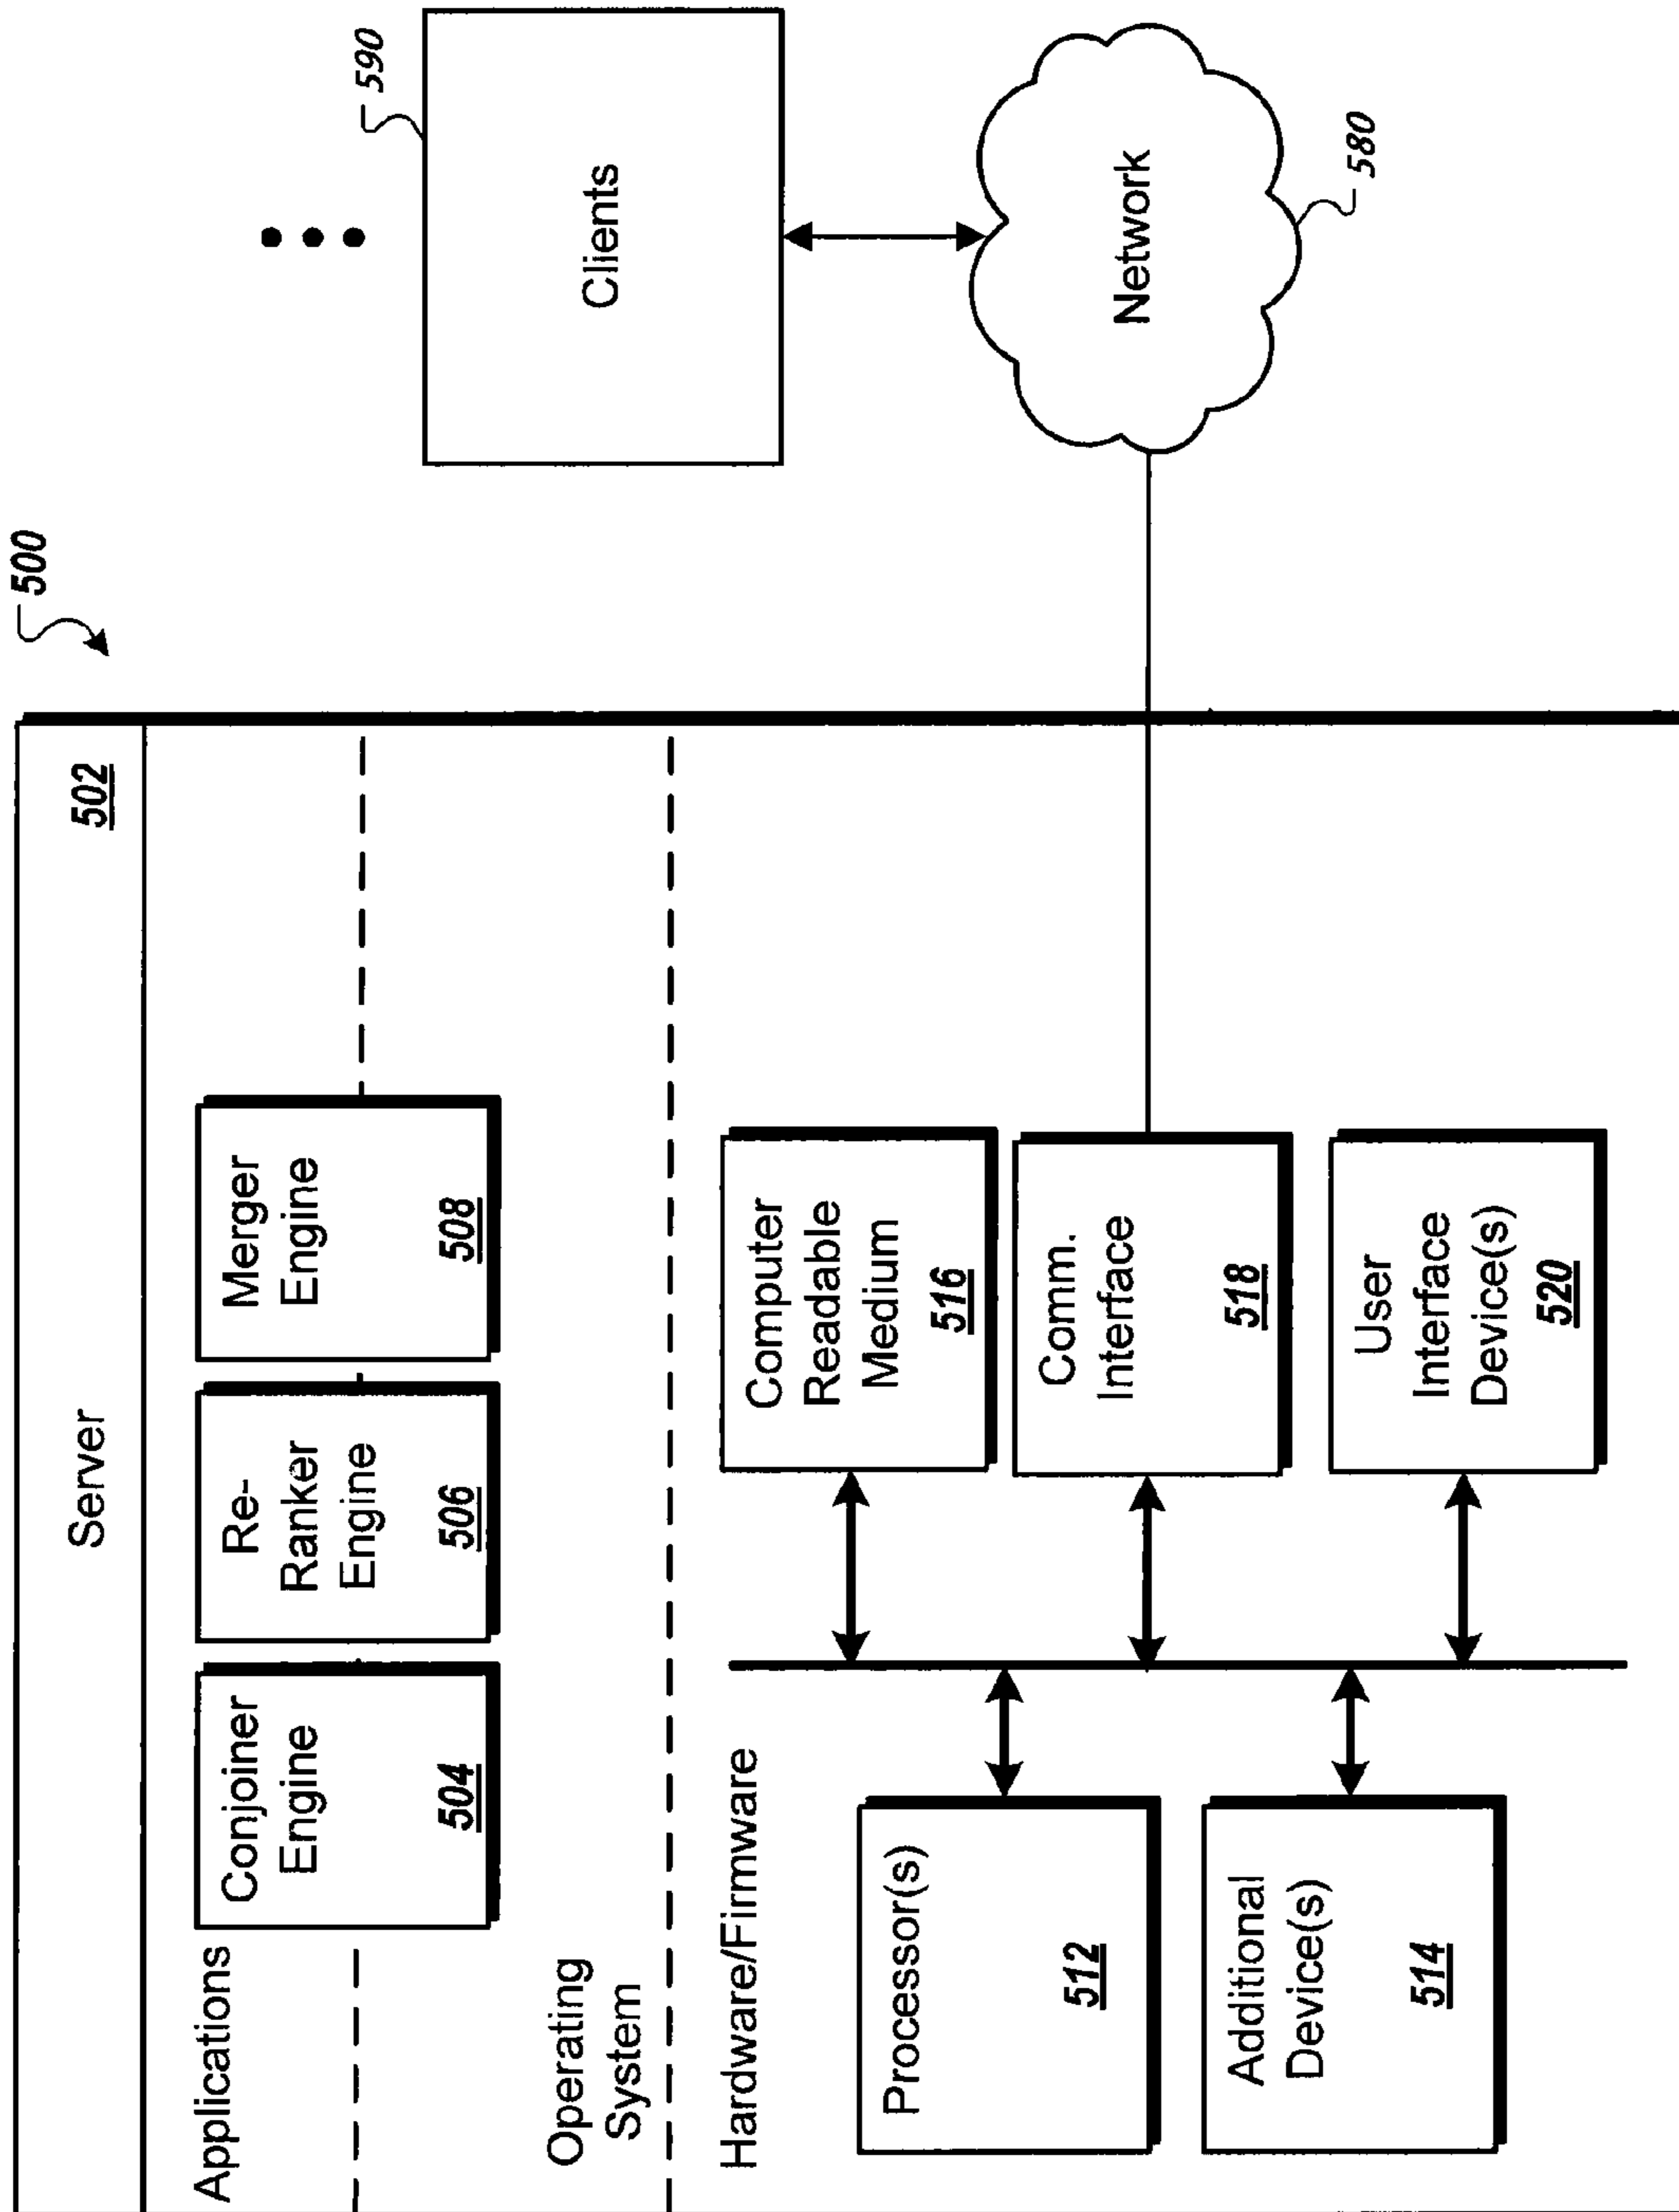 500
Server
502
Applications
Conjoiner
Engine
504
Re-
Ranker
Engine
506
Merger
Engine
508
Operating
System
Hardware/Firmware
Processor(s)
512
Additional
Device(s)
514
Computer
Readable
Medium
516
Comm.
Interface
518
User
Interface
Device(s)
520
590
Clients
Network
580